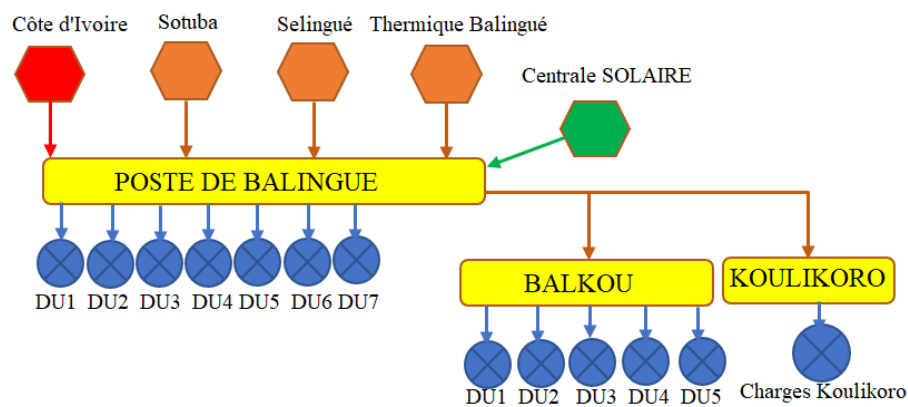 Côte d'Ivoire Sotuba Selingué Thermique Balingué
Centrale SOLAIRE
POSTE DE BALINGUE
DU1 DU2 DU3 DU4 DU5 DU6 DU7
BALKOU KOULIKORO
DU1 DU2 DU3 DU4 DU5 Charges Koulikoro